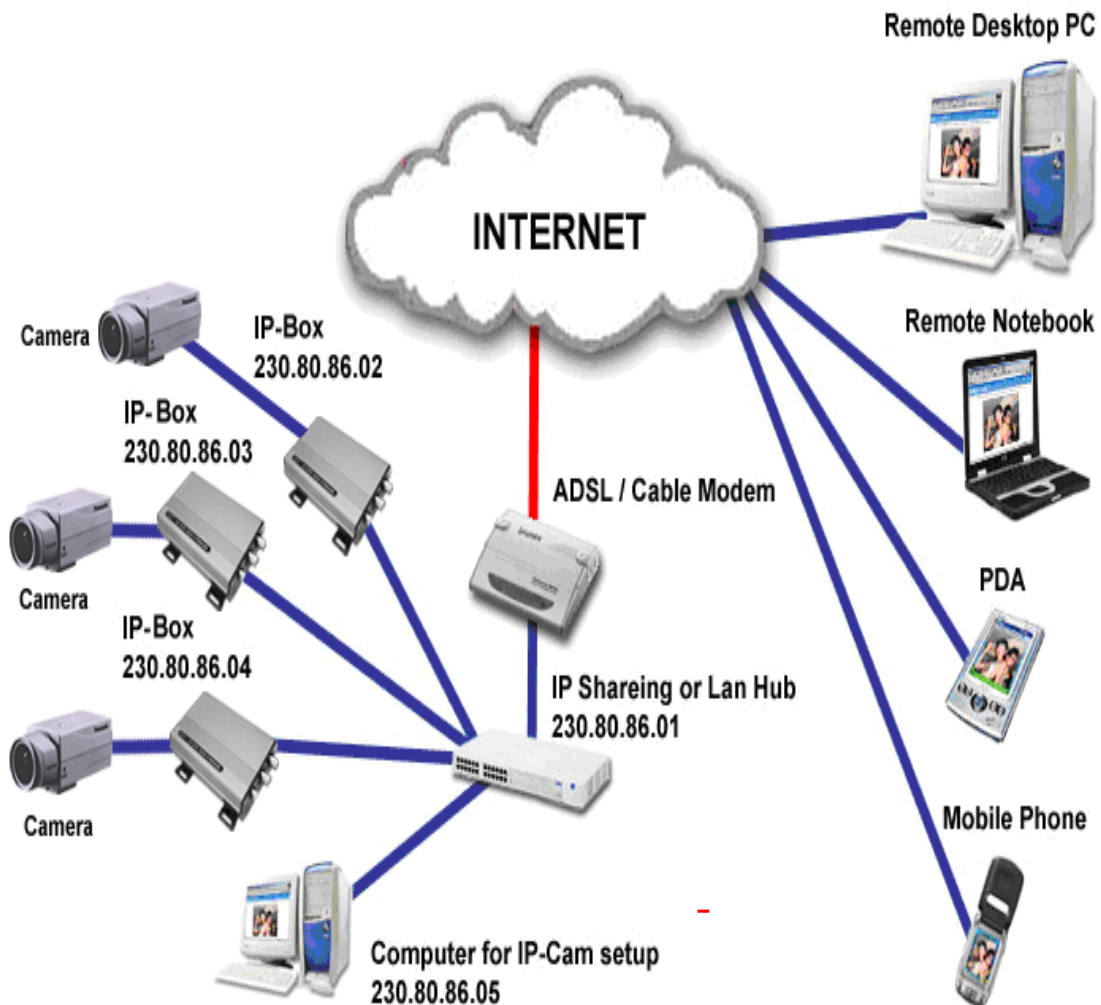 Remote Desktop PC
INTERNET
Remote Notebook
Camera
IP-Box
230.80.86.02
IP-Box
230.80.86.03
ADSL / Cable Modem
Camera
PDA
IP-Box
230.80.86.04
IP Shareing or Lan Hub
230.80.86.01
Camera
Mobile Phone
Computer for IP-Cam setup
230.80.86.05